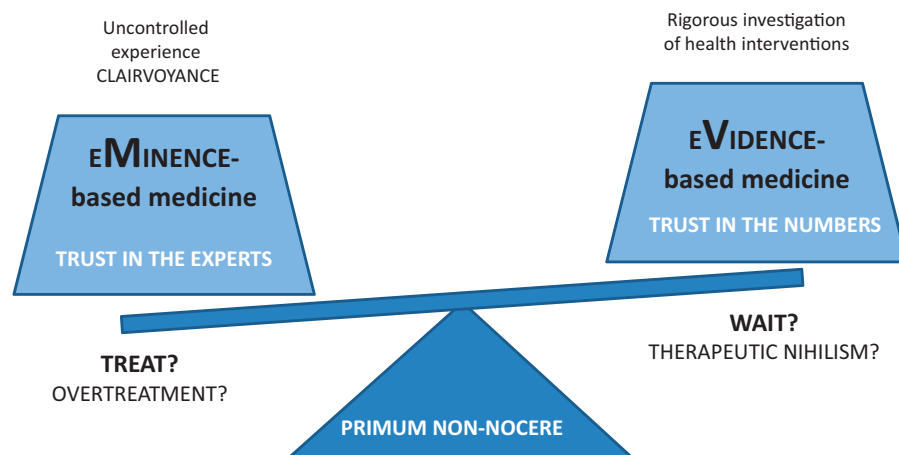 Uncontrolled
experience
CLAIRVOYANCE
eMINENCE-
based medicine
TRUST IN THE EXPERTS
TREAT?
OVERTREATMENT?
Rigorous investigation
of health interventions
eVIDENCE-
based medicine
TRUST IN THE NUMBERS
WAIT?
THERAPEUTIC NIHILISM?
PRIMUM NON-NOCERE